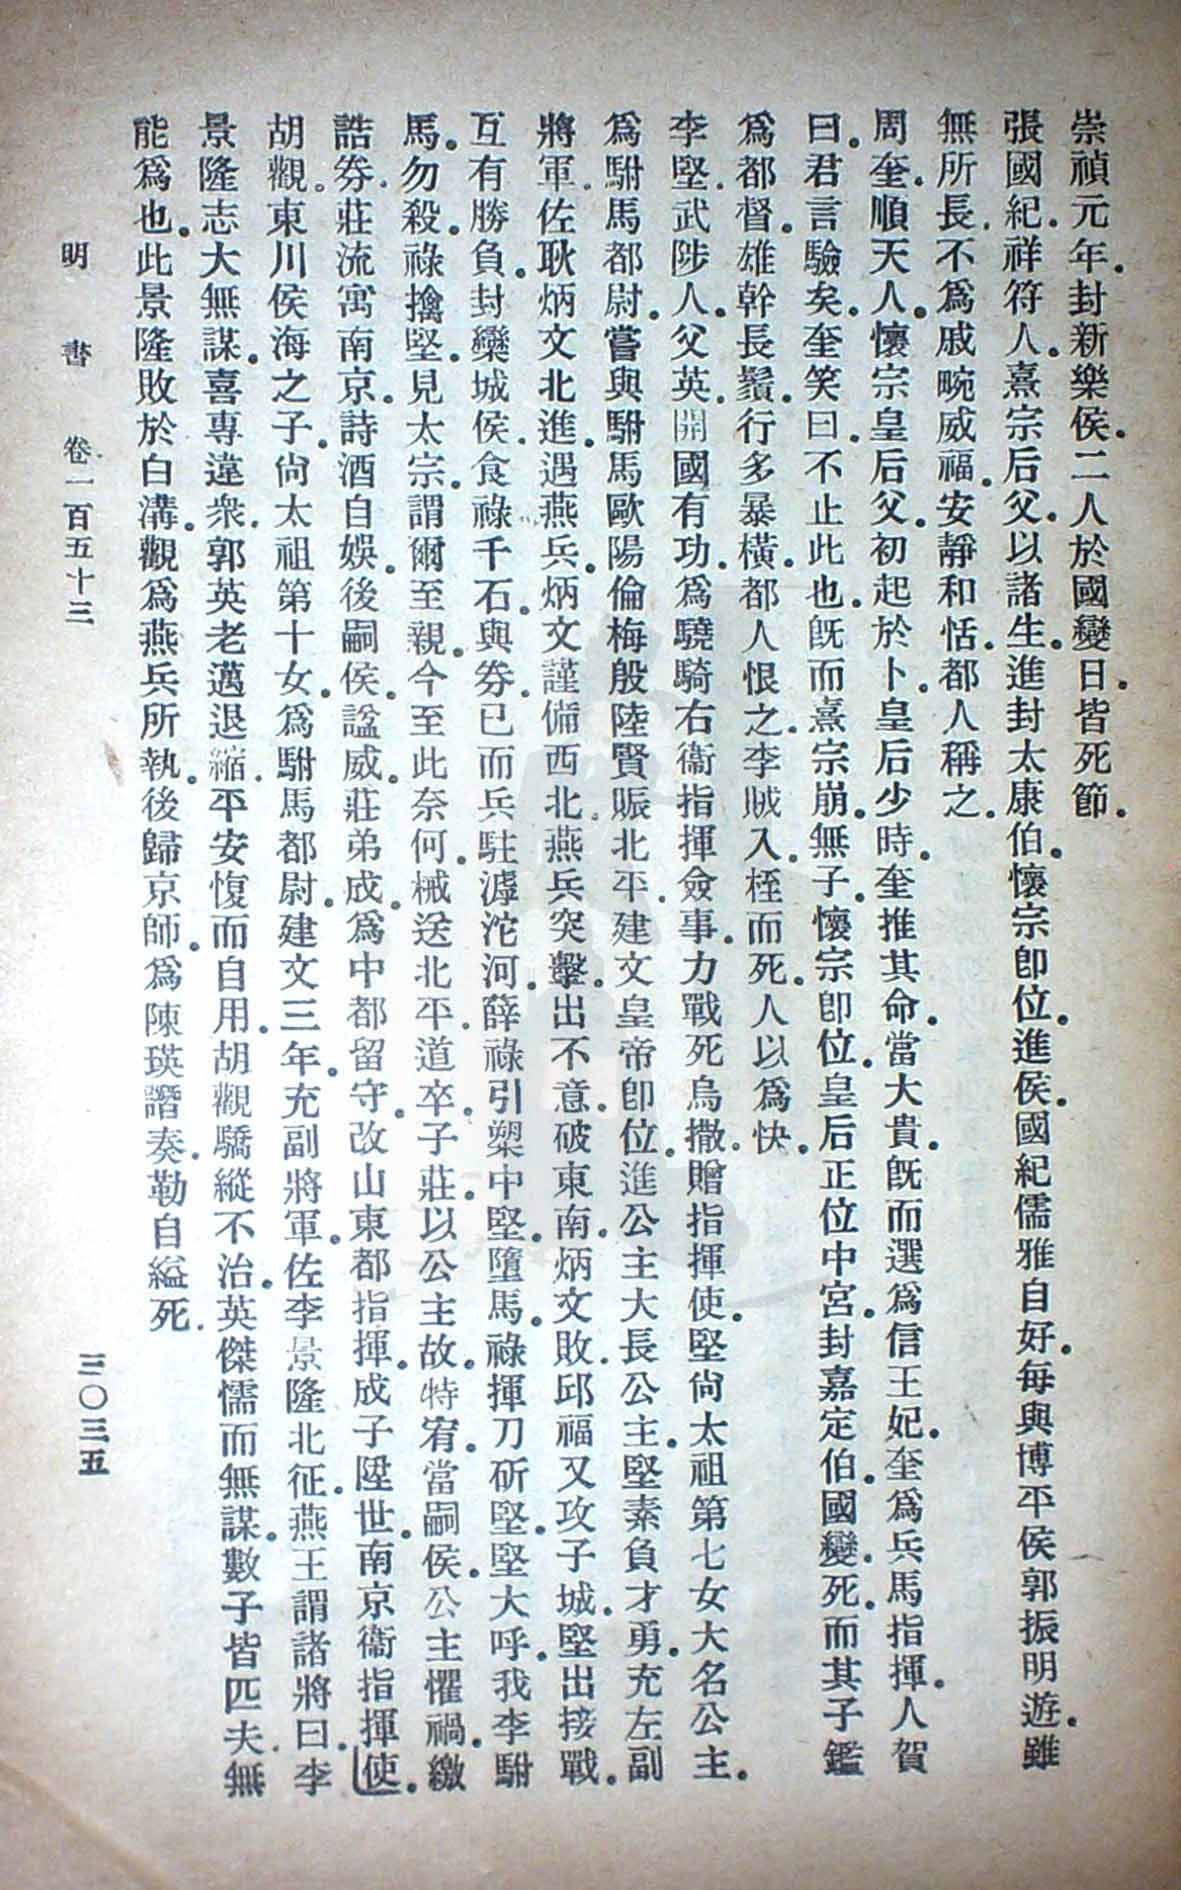 崇禎元年。封新樂侯。二人於國變日。皆死節。
張國紀。祥符人。熹宗后父。以諸生。進封太康伯。懷宗卽位。進侯。國紀儒雅自好。每與博平侯郭振明遊。雖
無所長。不爲戚畹威福。安靜和恬。都人稱之。
周奎。順天人。懷宗皇后父。初起於卜。皇后少時。奎推其命。當大貴。旣而選爲信王妃。奎爲兵馬指揮。人賀
曰。君言驗矣。奎笑曰。不止此也。旣而熹宗崩。無子。懷宗卽位。皇后正位中宮。封嘉定伯。國變。死。而其子鑑
爲都督。雄幹長鬚。行多暴橫。都人恨之。李賊入。桎而死。人以爲快。
李堅。武陟人。父英。開國有功。爲驍騎右衞指揮僉事。力戰死烏撒。贈指揮使。堅尙太祖第七女大名公主。
爲駙馬都尉。嘗與駙馬歐陽倫梅殷陸賢賑北平。建文皇帝卽位。進公主大長公主。堅素負才勇。充左副
將軍。佐耿炳文北進。遇燕兵。炳文謹備西北。燕兵突擊。出不意。破東南。炳文敗。邱福又攻子城。堅出接戰。
互有勝負。封欒城侯。食祿千石。與券。已而兵駐滹沱河。薛祿引槊中堅。墮馬。祿揮刀斫堅。堅大呼。我李駙
馬。勿殺。祿擒堅。見太宗。謂爾至親。今至此奈何。械送北平。道卒。子莊。以公主故。特宥。當嗣侯。公主懼禍。繳
誥券。莊流寓南京。詩酒自娛。後嗣侯。諡威。莊弟成。爲中都留守。改山東都指揮。成子陞。世南京衞指揮使。
胡觀。東川侯海之子。尙太祖第十女。爲駙馬都尉。建文三年。充副將軍。佐李景隆北征。燕王謂諸將曰。李
景隆志大無謀。喜專違衆。郭英老邁退縮。平安愎而自用。胡觀驕縱不治。英傑懦而無謀。數子皆匹夫。無
能爲也。此景隆敗於白溝。觀爲燕兵所執。後歸京師。爲陳瑛譖奏。勒自縊死。
明書 卷一百五十三 三〇三五